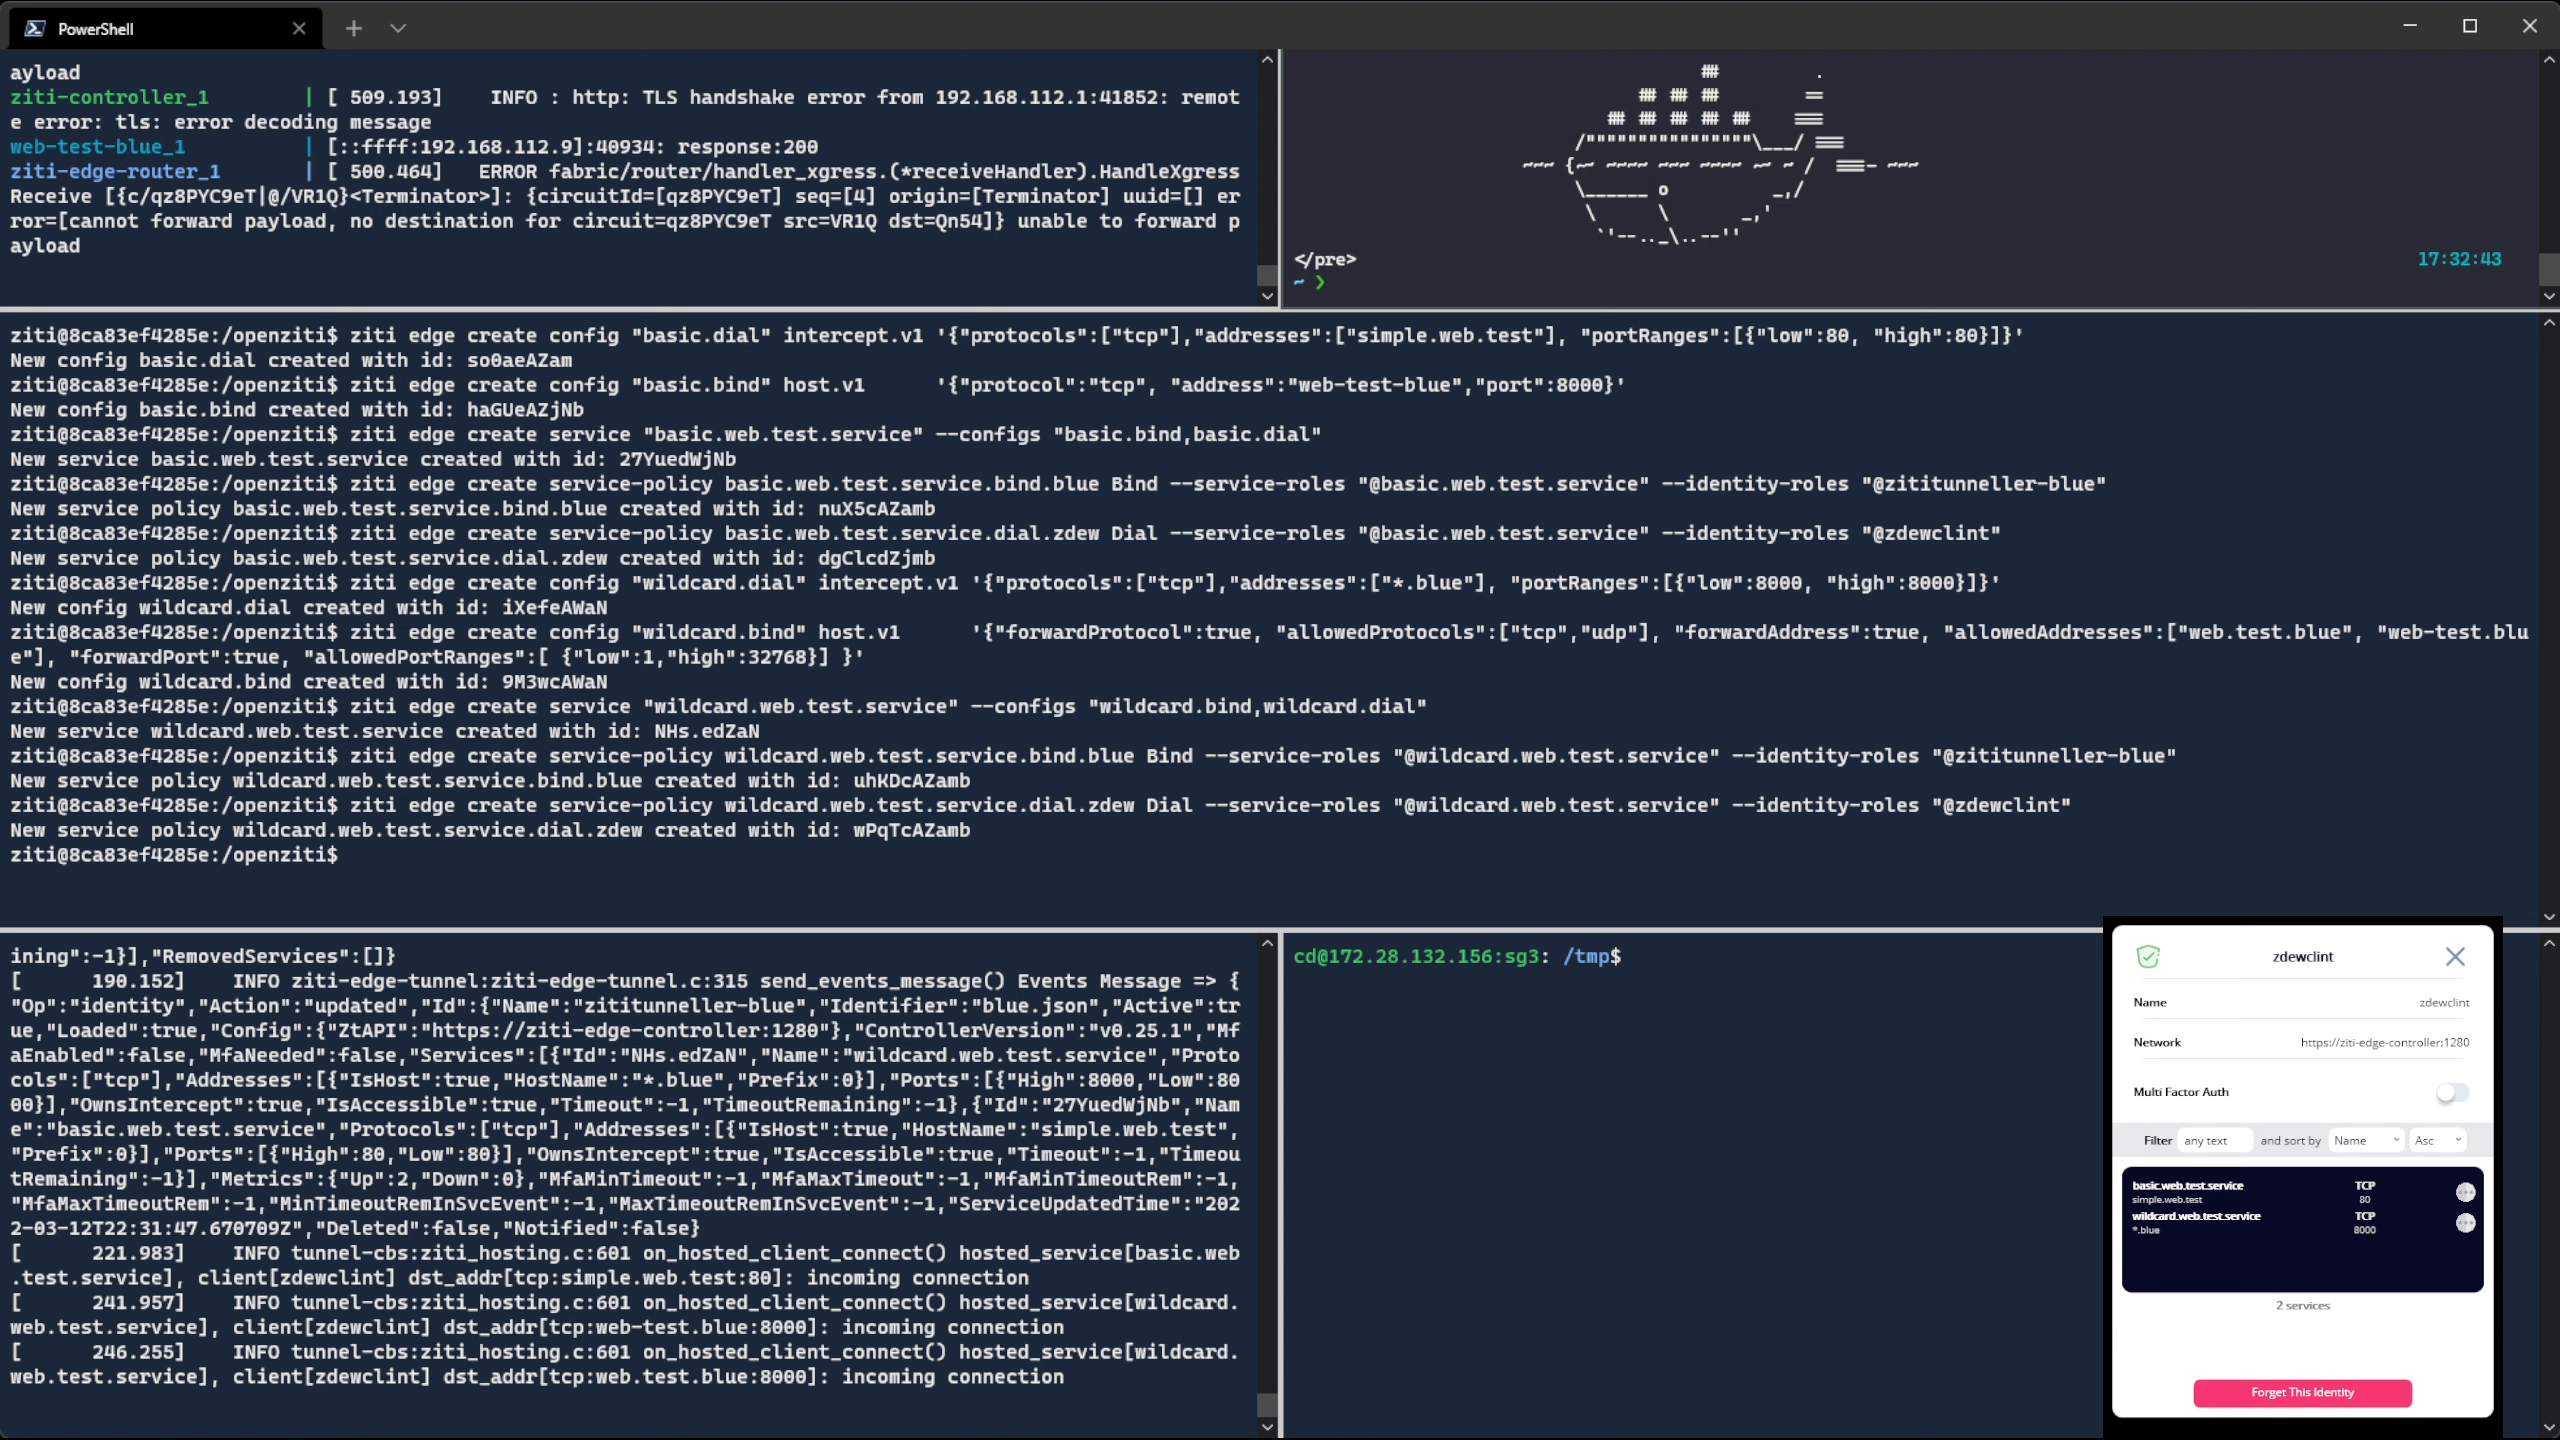 PowerShell
ayload
ziti-controller_1        | [ 509.193]    INFO : http: TLS handshake error from 192.168.112.1:41852: remot
e error: tls: error decoding message
web-test-blue_1          | [::ffff:192.168.112.9]:40934: response:200
ziti-edge-router_1       | [ 500.464]   ERROR fabric/router/handler_xgress.(*receiveHandler).HandleXgress
Receive [{c/qz8PYC9eT|@/VR1Q}<Terminator>]: {circuitId=[qz8PYC9eT] seq=[4] origin=[Terminator] uuid=[] er
ror=[cannot forward payload, no destination for circuit=qz8PYC9eT src=VR1Q dst=Qn54]} unable to forward p
ayload
</pre>
17:32:43
~ ❯
ziti@8ca83ef4285e:/openziti$ ziti edge create config "basic.dial" intercept.v1 '{"protocols":["tcp"],"addresses":["simple.web.test"], "portRanges":[{"low":80, "high":80}]}'
New config basic.dial created with id: so0aeAZam
ziti@8ca83ef4285e:/openziti$ ziti edge create config "basic.bind" host.v1      '{"protocol":"tcp", "address":"web-test-blue","port":8000}'
New config basic.bind created with id: haGUeAZjNb
ziti@8ca83ef4285e:/openziti$ ziti edge create service "basic.web.test.service" --configs "basic.bind,basic.dial"
New service basic.web.test.service created with id: 27YuedWjNb
ziti@8ca83ef4285e:/openziti$ ziti edge create service-policy basic.web.test.service.bind.blue Bind --service-roles "@basic.web.test.service" --identity-roles "@zititunneller-blue"
New service policy basic.web.test.service.bind.blue created with id: nuX5cAZamb
ziti@8ca83ef4285e:/openziti$ ziti edge create service-policy basic.web.test.service.dial.zdew Dial --service-roles "@basic.web.test.service" --identity-roles "@zdewclint"
New service policy basic.web.test.service.dial.zdew created with id: dgClcdZjmb
ziti@8ca83ef4285e:/openziti$ ziti edge create config "wildcard.dial" intercept.v1 '{"protocols":["tcp"],"addresses":["*.blue"], "portRanges":[{"low":8000, "high":8000}]}'
New config wildcard.dial created with id: iXefeAWaN
ziti@8ca83ef4285e:/openziti$ ziti edge create config "wildcard.bind" host.v1      '{"forwardProtocol":true, "allowedProtocols":["tcp","udp"], "forwardAddress":true, "allowedAddresses":["web.test.blue", "web-test.blu
e"], "forwardPort":true, "allowedPortRanges":[ {"low":1,"high":32768}] }'
New config wildcard.bind created with id: 9M3wcAWaN
ziti@8ca83ef4285e:/openziti$ ziti edge create service "wildcard.web.test.service" --configs "wildcard.bind,wildcard.dial"
New service wildcard.web.test.service created with id: NHs.edZaN
ziti@8ca83ef4285e:/openziti$ ziti edge create service-policy wildcard.web.test.service.bind.blue Bind --service-roles "@wildcard.web.test.service" --identity-roles "@zititunneller-blue"
New service policy wildcard.web.test.service.bind.blue created with id: uhKDcAZamb
ziti@8ca83ef4285e:/openziti$ ziti edge create service-policy wildcard.web.test.service.dial.zdew Dial --service-roles "@wildcard.web.test.service" --identity-roles "@zdewclint"
New service policy wildcard.web.test.service.dial.zdew created with id: wPqTcAZamb
ziti@8ca83ef4285e:/openziti$
ining":-1}],"RemovedServices":[]}
[      190.152]    INFO ziti-edge-tunnel:ziti-edge-tunnel.c:315 send_events_message() Events Message => {
"Op":"identity","Action":"updated","Id":{"Name":"zititunneller-blue","Identifier":"blue.json","Active":tr
ue,"Loaded":true,"Config":{"ZtAPI":"https://ziti-edge-controller:1280"},"ControllerVersion":"v0.25.1","Mf
aEnabled":false,"MfaNeeded":false,"Services":[{"Id":"NHs.edZaN","Name":"wildcard.web.test.service","Proto
cols":["tcp"],"Addresses":[{"IsHost":true,"HostName":"*.blue","Prefix":0}],"Ports":[{"High":8000,"Low":80
00}],"OwnsIntercept":true,"IsAccessible":true,"Timeout":-1,"TimeoutRemaining":-1},{"Id":"27YuedWjNb","Nam
e":"basic.web.test.service","Protocols":["tcp"],"Addresses":[{"IsHost":true,"HostName":"simple.web.test",
"Prefix":0}],"Ports":[{"High":80,"Low":80}],"OwnsIntercept":true,"IsAccessible":true,"Timeout":-1,"Timeou
tRemaining":-1}],"Metrics":{"Up":2,"Down":0},"MfaMinTimeout":-1,"MfaMaxTimeout":-1,"MfaMinTimeoutRem":-1,
"MfaMaxTimeoutRem":-1,"MinTimeoutRemInSvcEvent":-1,"MaxTimeoutRemInSvcEvent":-1,"ServiceUpdatedTime":"202
2-03-12T22:31:47.670709Z","Deleted":false,"Notified":false}
[      221.983]    INFO tunnel-cbs:ziti_hosting.c:601 on_hosted_client_connect() hosted_service[basic.web
.test.service], client[zdewclint] dst_addr[tcp:simple.web.test:80]: incoming connection
[      241.957]    INFO tunnel-cbs:ziti_hosting.c:601 on_hosted_client_connect() hosted_service[wildcard.
web.test.service], client[zdewclint] dst_addr[tcp:web-test.blue:8000]: incoming connection
[      246.255]    INFO tunnel-cbs:ziti_hosting.c:601 on_hosted_client_connect() hosted_service[wildcard.
web.test.service], client[zdewclint] dst_addr[tcp:web.test.blue:8000]: incoming connection
cd@172.28.132.156:sg3: /tmp$
zdewclint
Name zdewclint
Network https://ziti-edge-controller:1280
Multi Factor Auth
Filter any text and sort by Name Asc
basic.web.test.service TCP
simple.web.test 80
wildcard.web.test.service TCP
*.blue 8000
2 services
Forget This Identity